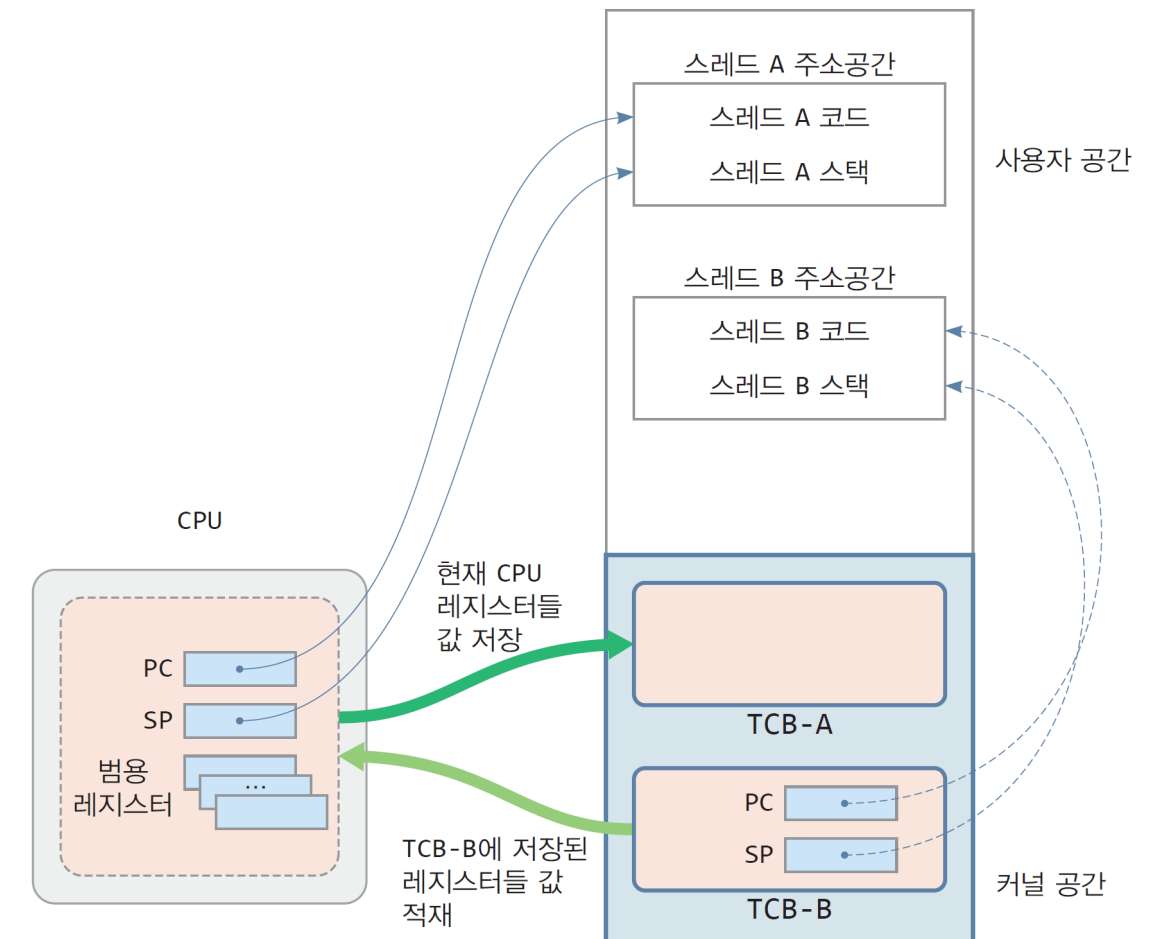 스레드 A 주소공간
스레드 A 코드
스레드 A 스택
사용자 공간
스레드 B 주소공간
스레드 B 코드
스레드 B 스택
CPU
현재 CPU
레지스터들
값 저장
PC
SP
범용
레지스터
...
TCB-A
TCB-B에 저장된
레지스터들 값
적재
PC
SP
TCB-B
커널 공간